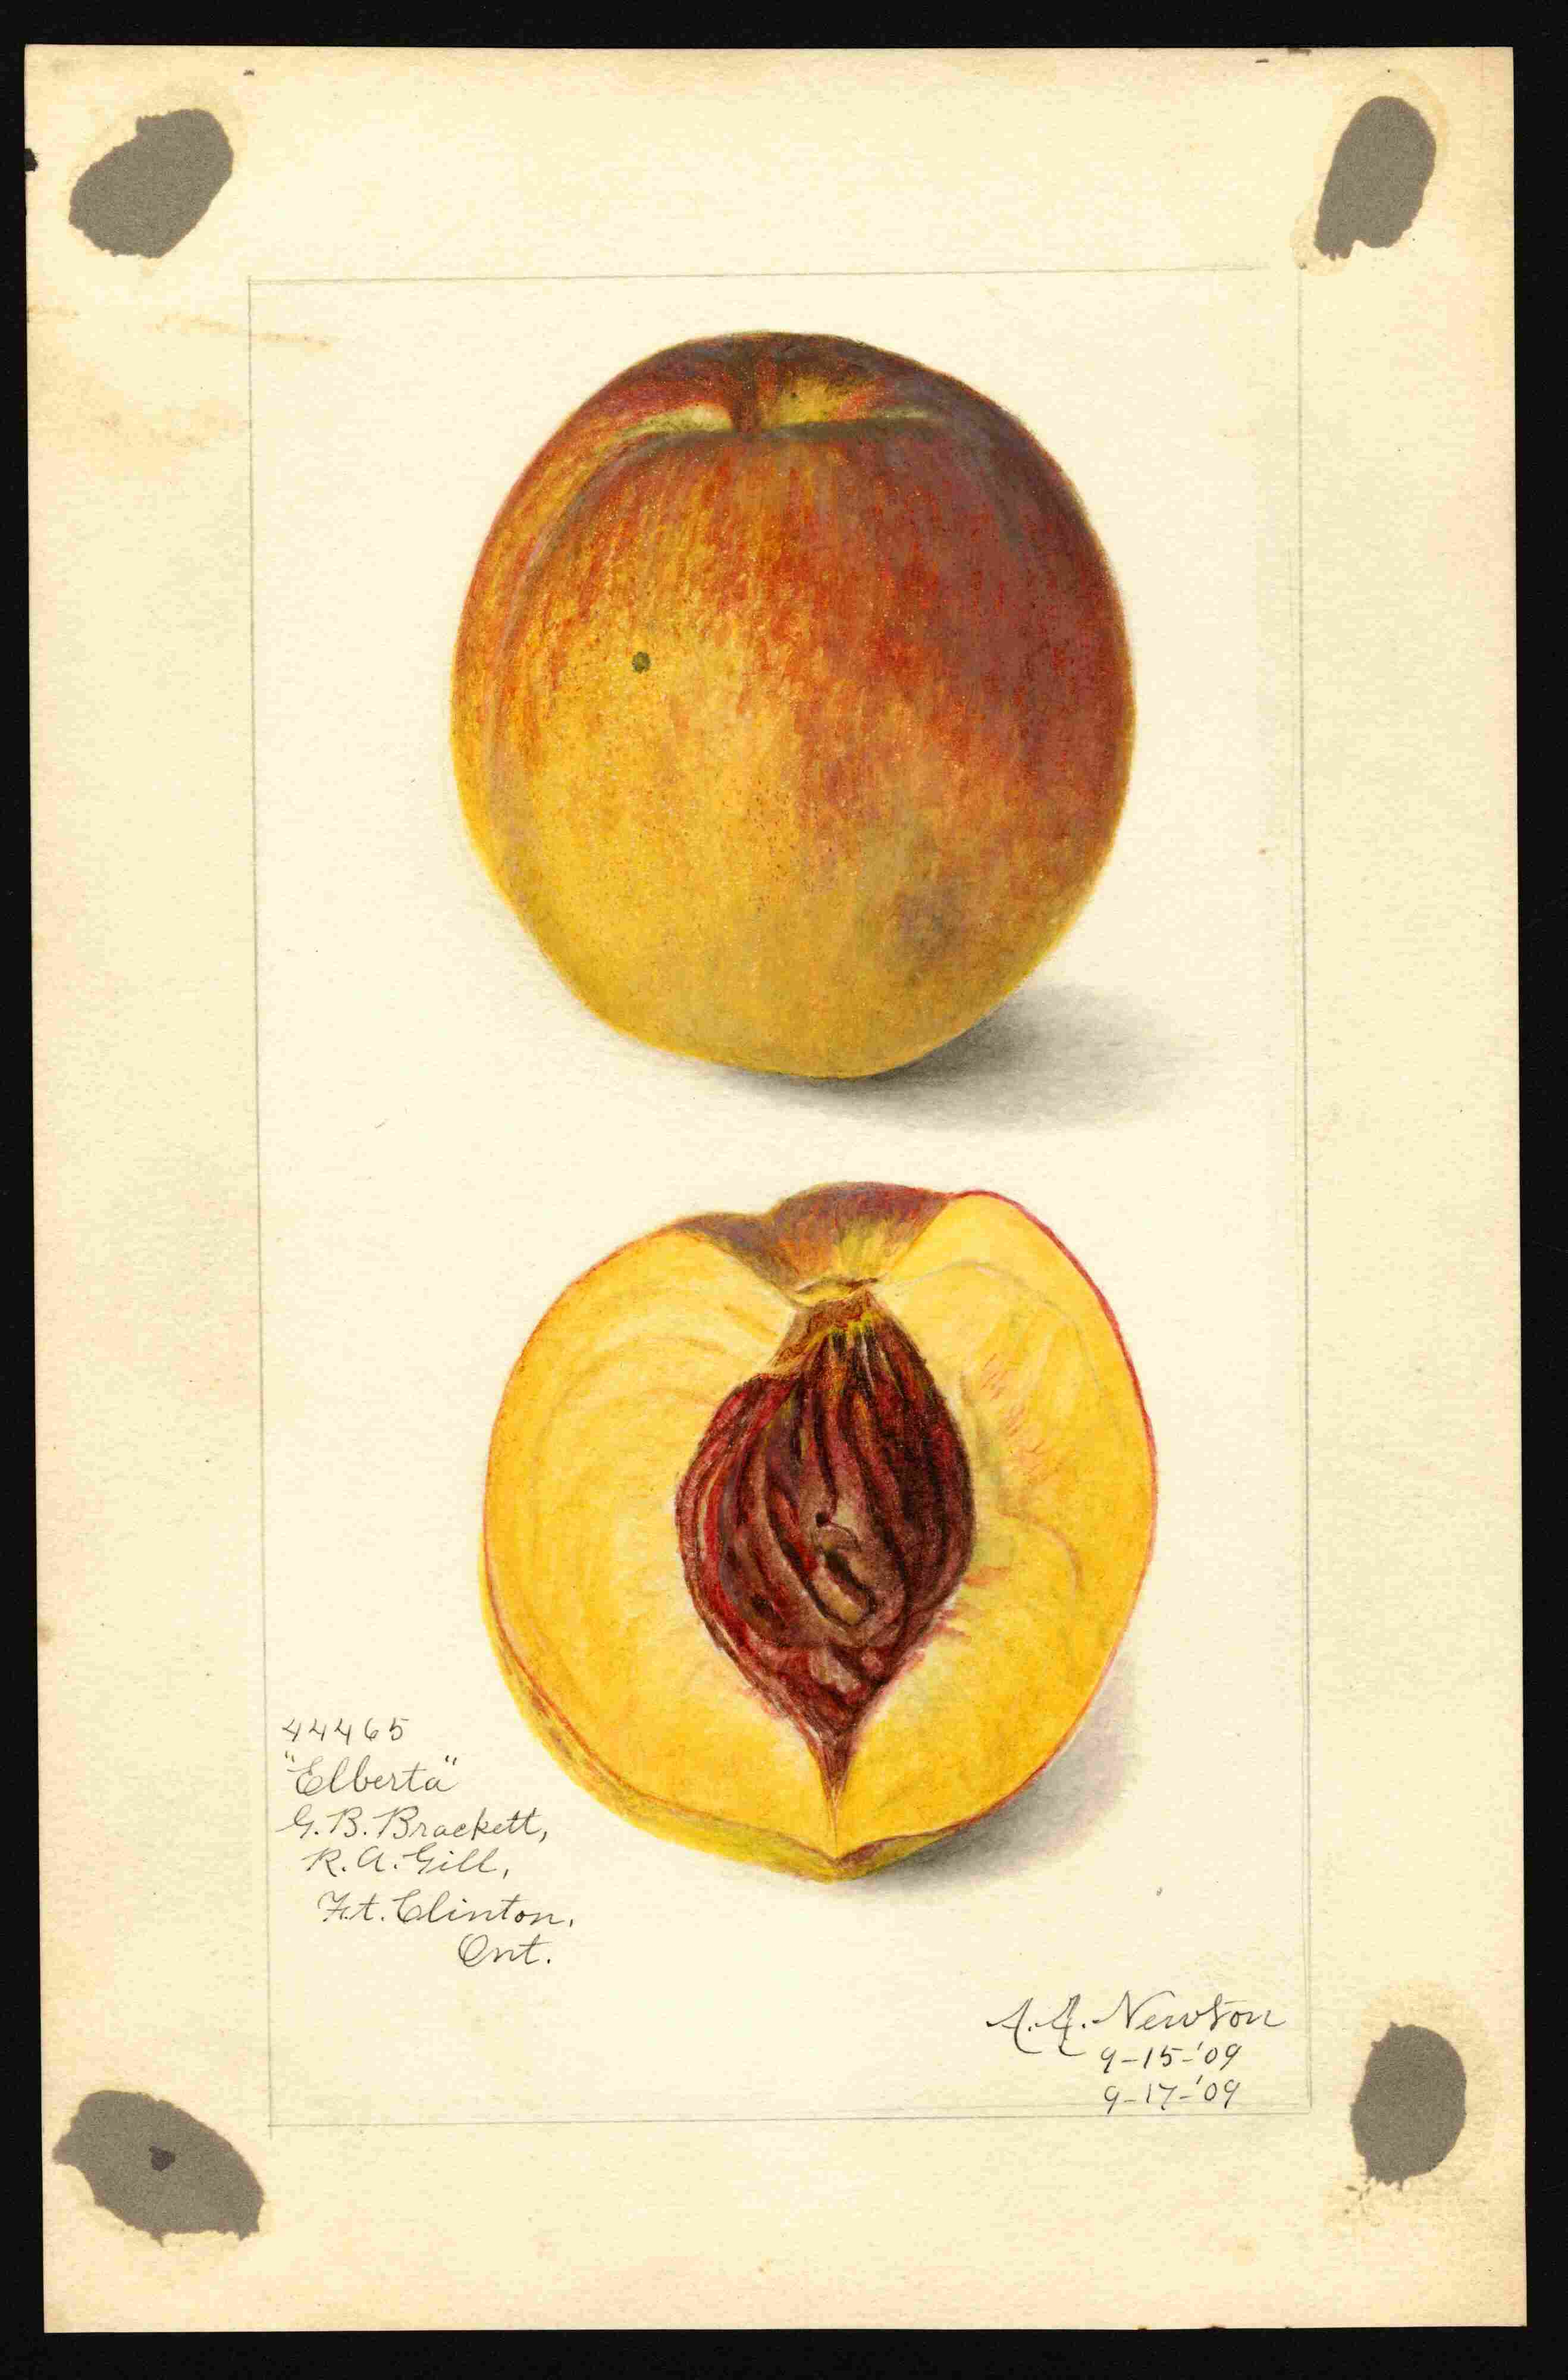 44465
"Elberta"
G. B. Brackett,
R. A. Gill,
Ft. Clinton,
Ont.
A. A. Newton
9-15-'09
9-17-'09